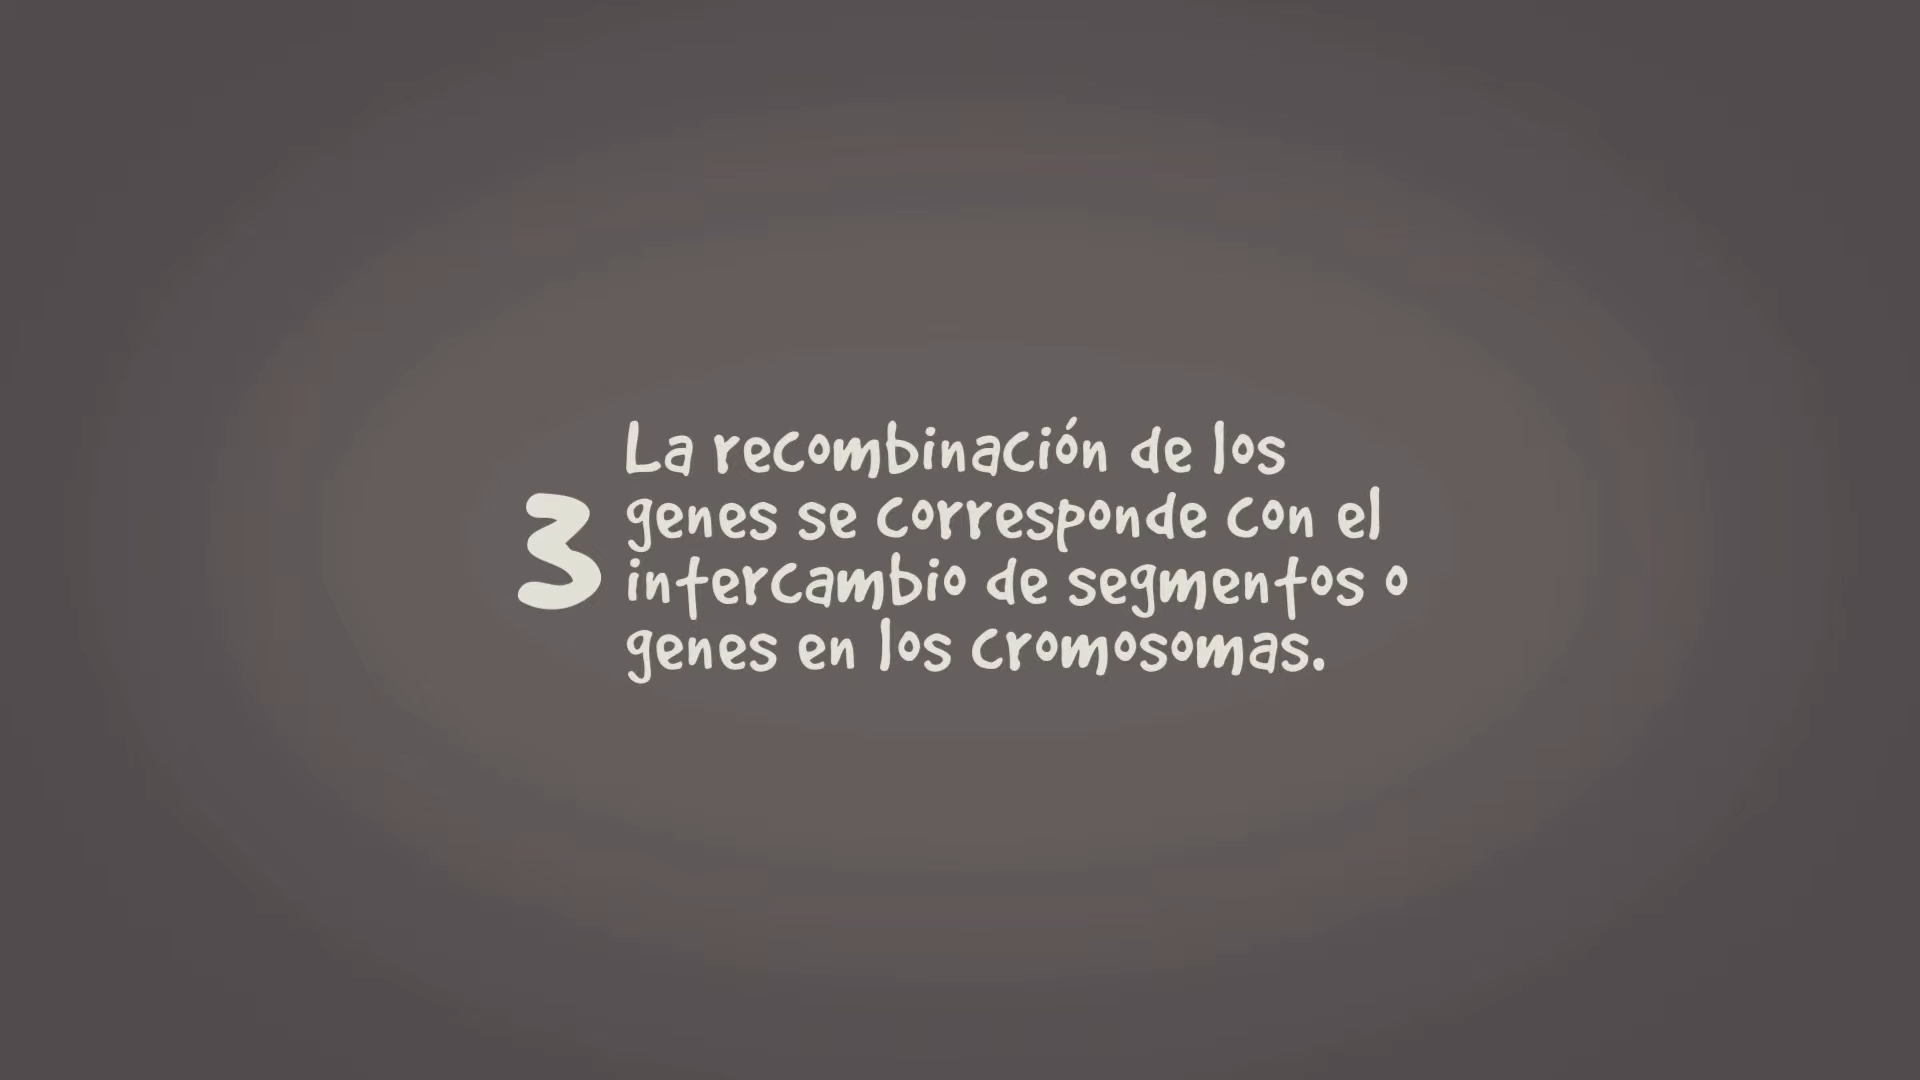 3
La recombinación de los
genes se corresponde con el
intercambio de segmentos o
genes en los cromosomas.